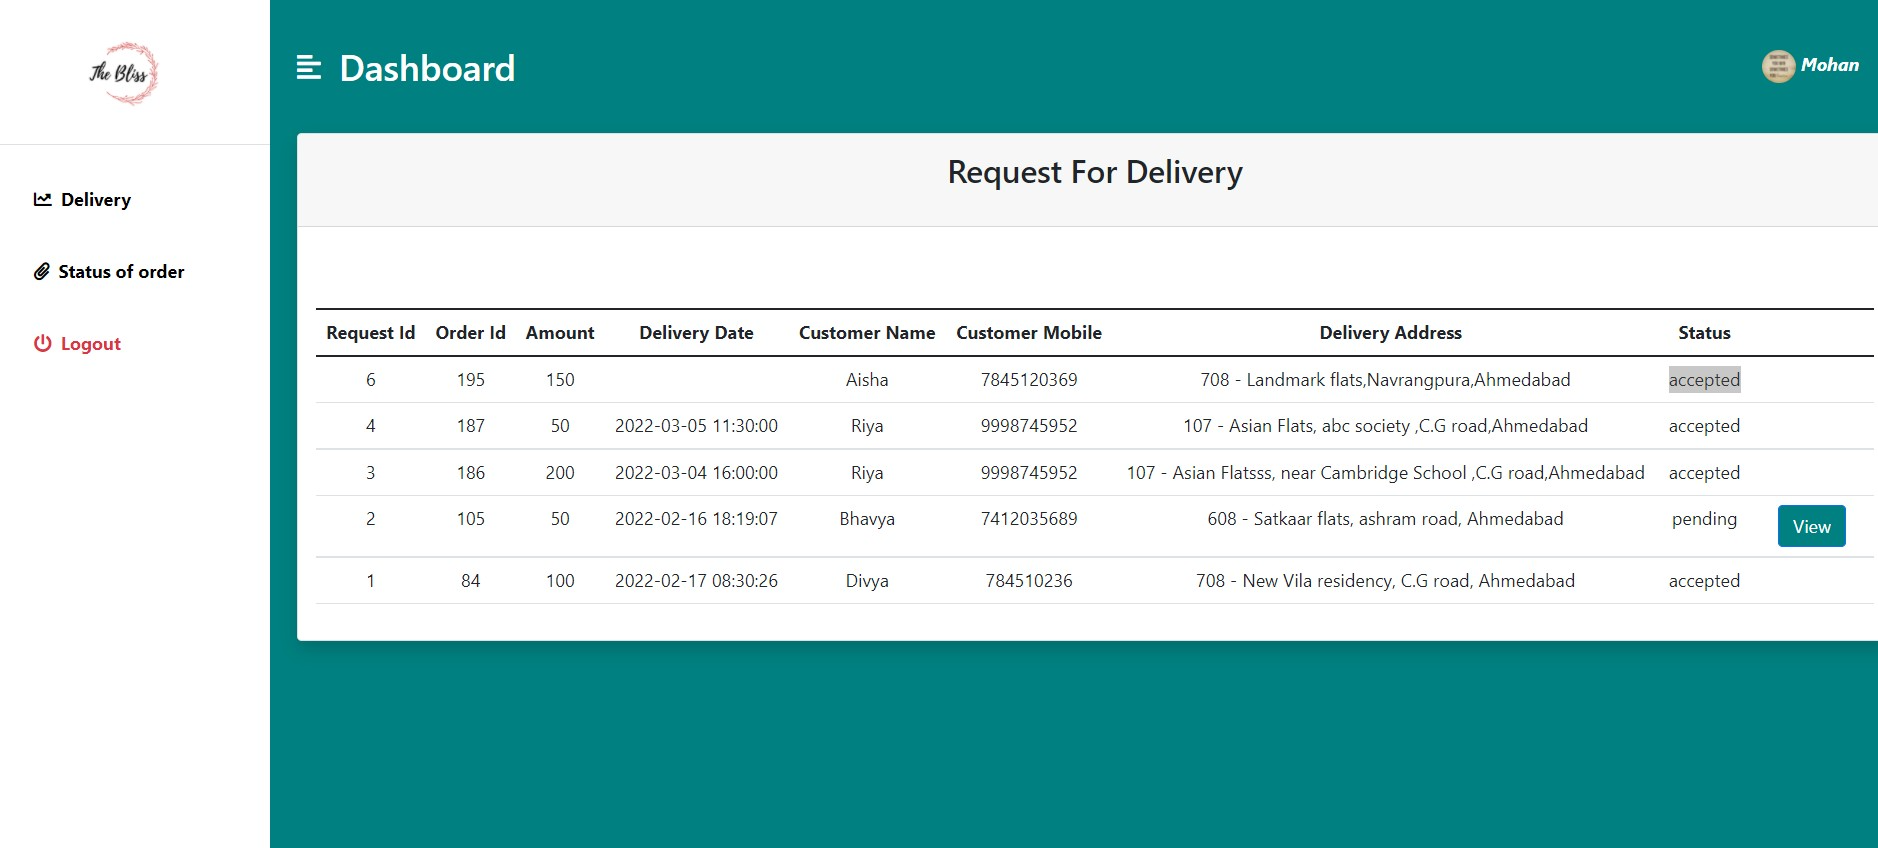 The Bliss
Dashboard
Mohan
Delivery
Status of order
Logout
Request For Delivery
Request Id Order Id Amount Delivery Date Customer Name Customer Mobile Delivery Address Status
6 195 150 Aisha 7845120369 708 - Landmark flats,Navrangpura,Ahmedabad accepted
4 187 50 2022-03-05 11:30:00 Riya 9998745952 107 - Asian Flats, abc society ,C.G road,Ahmedabad accepted
3 186 200 2022-03-04 16:00:00 Riya 9998745952 107 - Asian Flatsss, near Cambridge School ,C.G road,Ahmedabad accepted
2 105 50 2022-02-16 18:19:07 Bhavya 7412035689 608 - Satkaar flats, ashram road, Ahmedabad pending View
1 84 100 2022-02-17 08:30:26 Divya 784510236 708 - New Vila residency, C.G road, Ahmedabad accepted